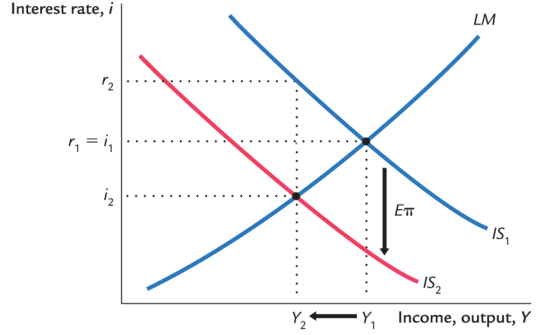 Interest rate, i
LM
r₂
r₁ = i₁
i₂
Eπ
IS₁
IS₂
Y₂ Y₁ Income, output, Y